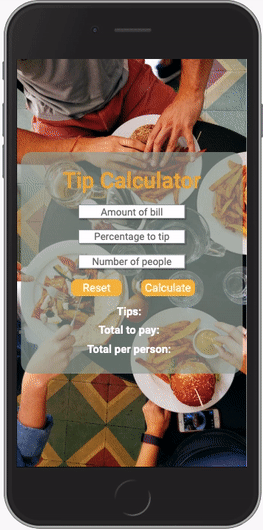 Tip Calculator
Amount of bill
Percentage to tip
Number of people
Reset Calculate
Tips:
Total to pay:
Total per person: